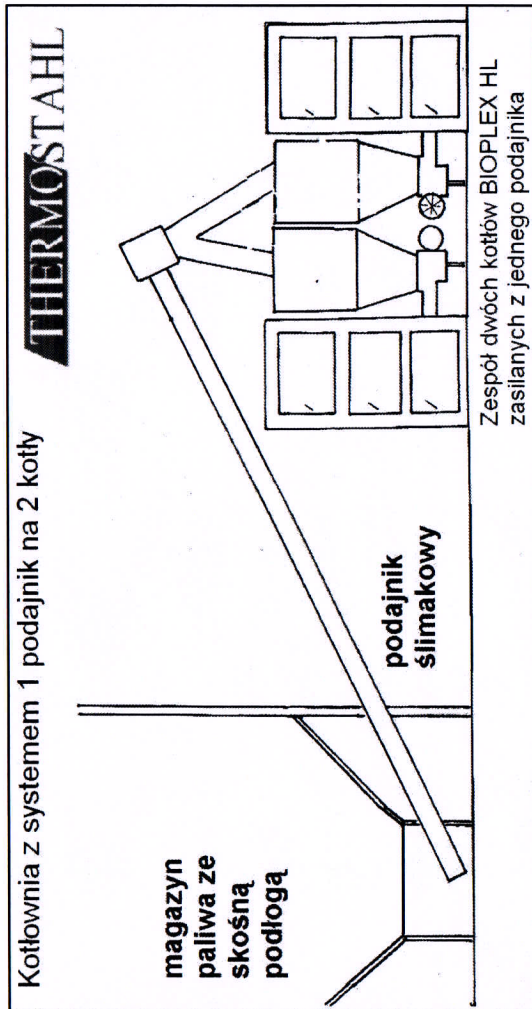 Kotłownia z systemem 1 podajnik na 2 kotły
THERMOSTAHL
magazyn
paliwa ze
skośną
podłogą
podajnik
ślimakowy
Zespół dwóch kotłów BIOPLEX HL
zasilanych z jednego podajnika